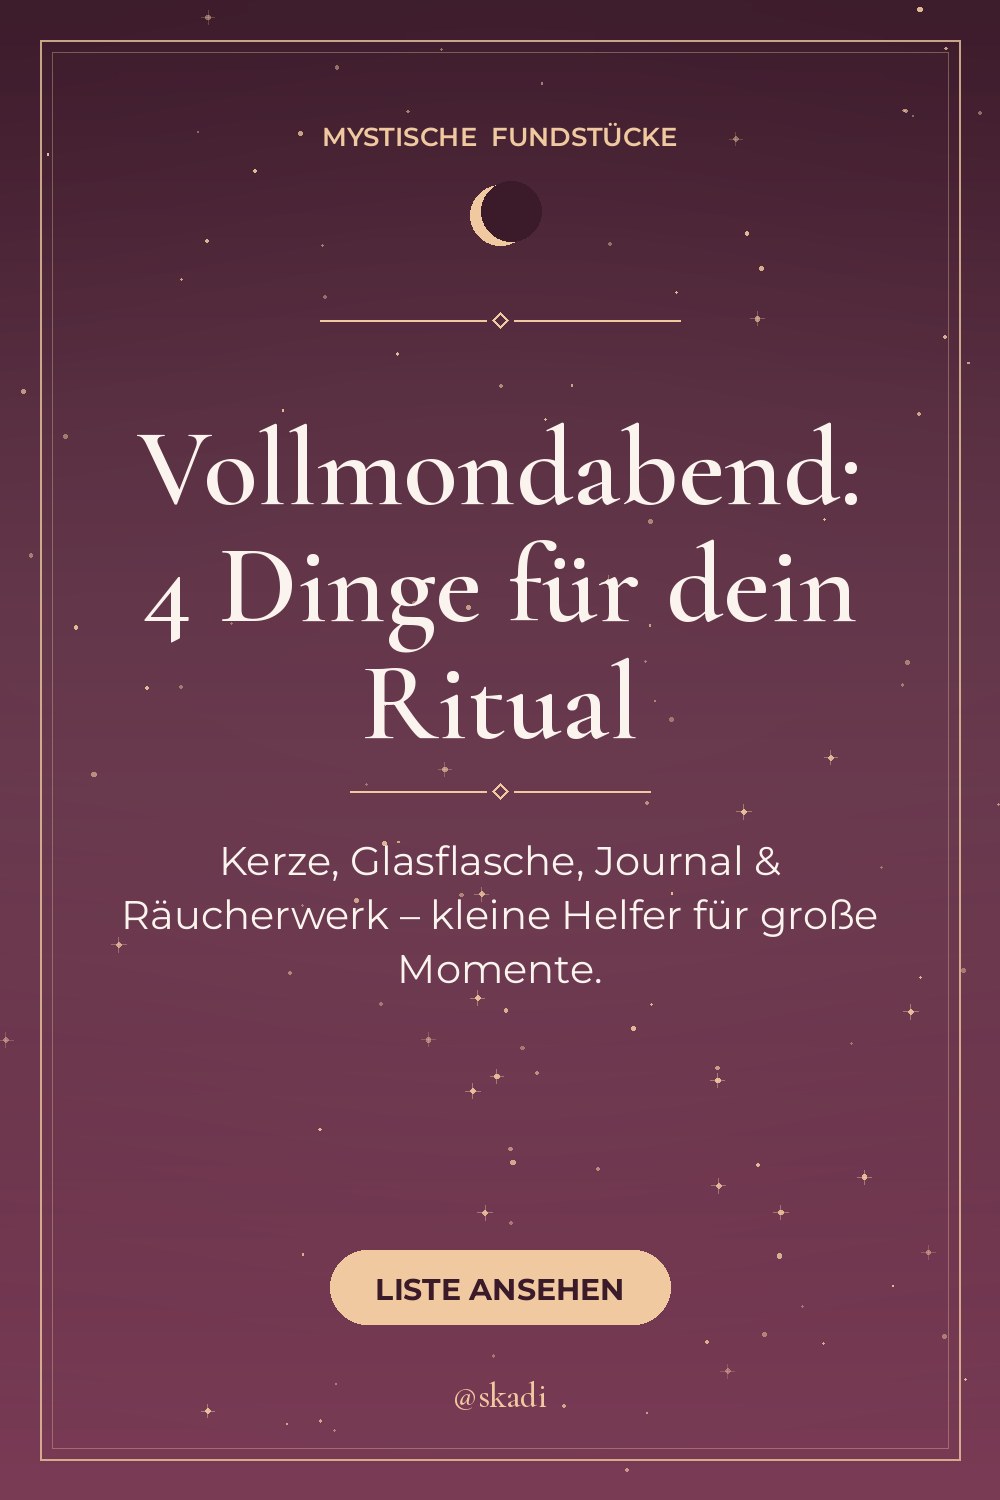 MYSTISCHE FUNDSTÜCKE
Vollmondabend:
4 Dinge für dein
Ritual
Kerze, Glasflasche, Journal &
Räucherwerk – kleine Helfer für große
Momente.
LISTE ANSEHEN
@skadi